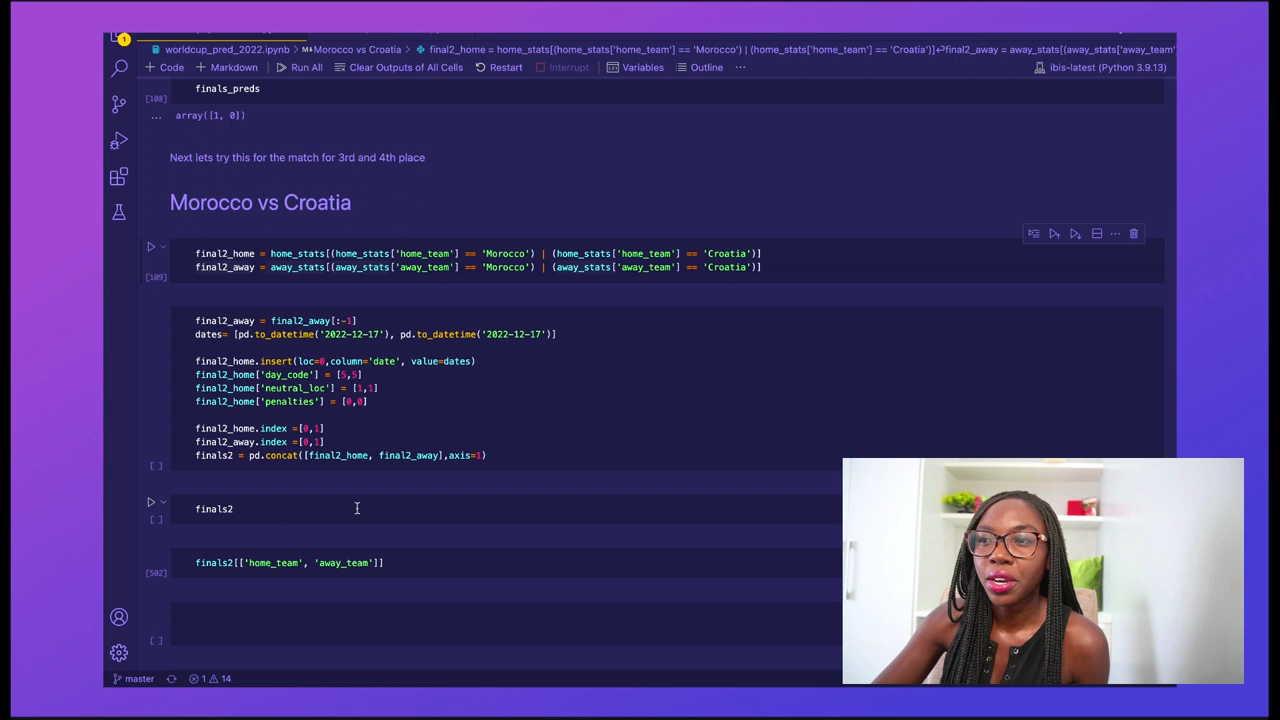 1
worldcup_pred_2022.ipynb > M↓Morocco vs Croatia > final2_home = home_stats[(home_stats['home_team'] == 'Morocco') | (home_stats['home_team'] == 'Croatia')]↵final2_away = away_stats[(away_stats['away_team'
+ Code + Markdown Run All Clear Outputs of All Cells Restart Interrupt Variables Outline ... ibis-latest (Python 3.9.13)
finals_preds
[108]
... array([1, 0])
Next lets try this for the match for 3rd and 4th place
Morocco vs Croatia
final2_home = home_stats[(home_stats['home_team'] == 'Morocco') | (home_stats['home_team'] == 'Croatia')]
final2_away = away_stats[(away_stats['away_team'] == 'Morocco') | (away_stats['away_team'] == 'Croatia')]
[109]
final2_away = final2_away[:-1]
dates= [pd.to_datetime('2022-12-17'), pd.to_datetime('2022-12-17')]
final2_home.insert(loc=0,column='date', value=dates)
final2_home['day_code'] = [5,5]
final2_home['neutral_loc'] = [1,1]
final2_home['penalties'] = [0,0]
final2_home.index =[0,1]
final2_away.index =[0,1]
finals2 = pd.concat([final2_home, final2_away],axis=1)
[ ]
finals2
[ ]
finals2[['home_team', 'away_team']]
[502]
[ ]
master 1 14